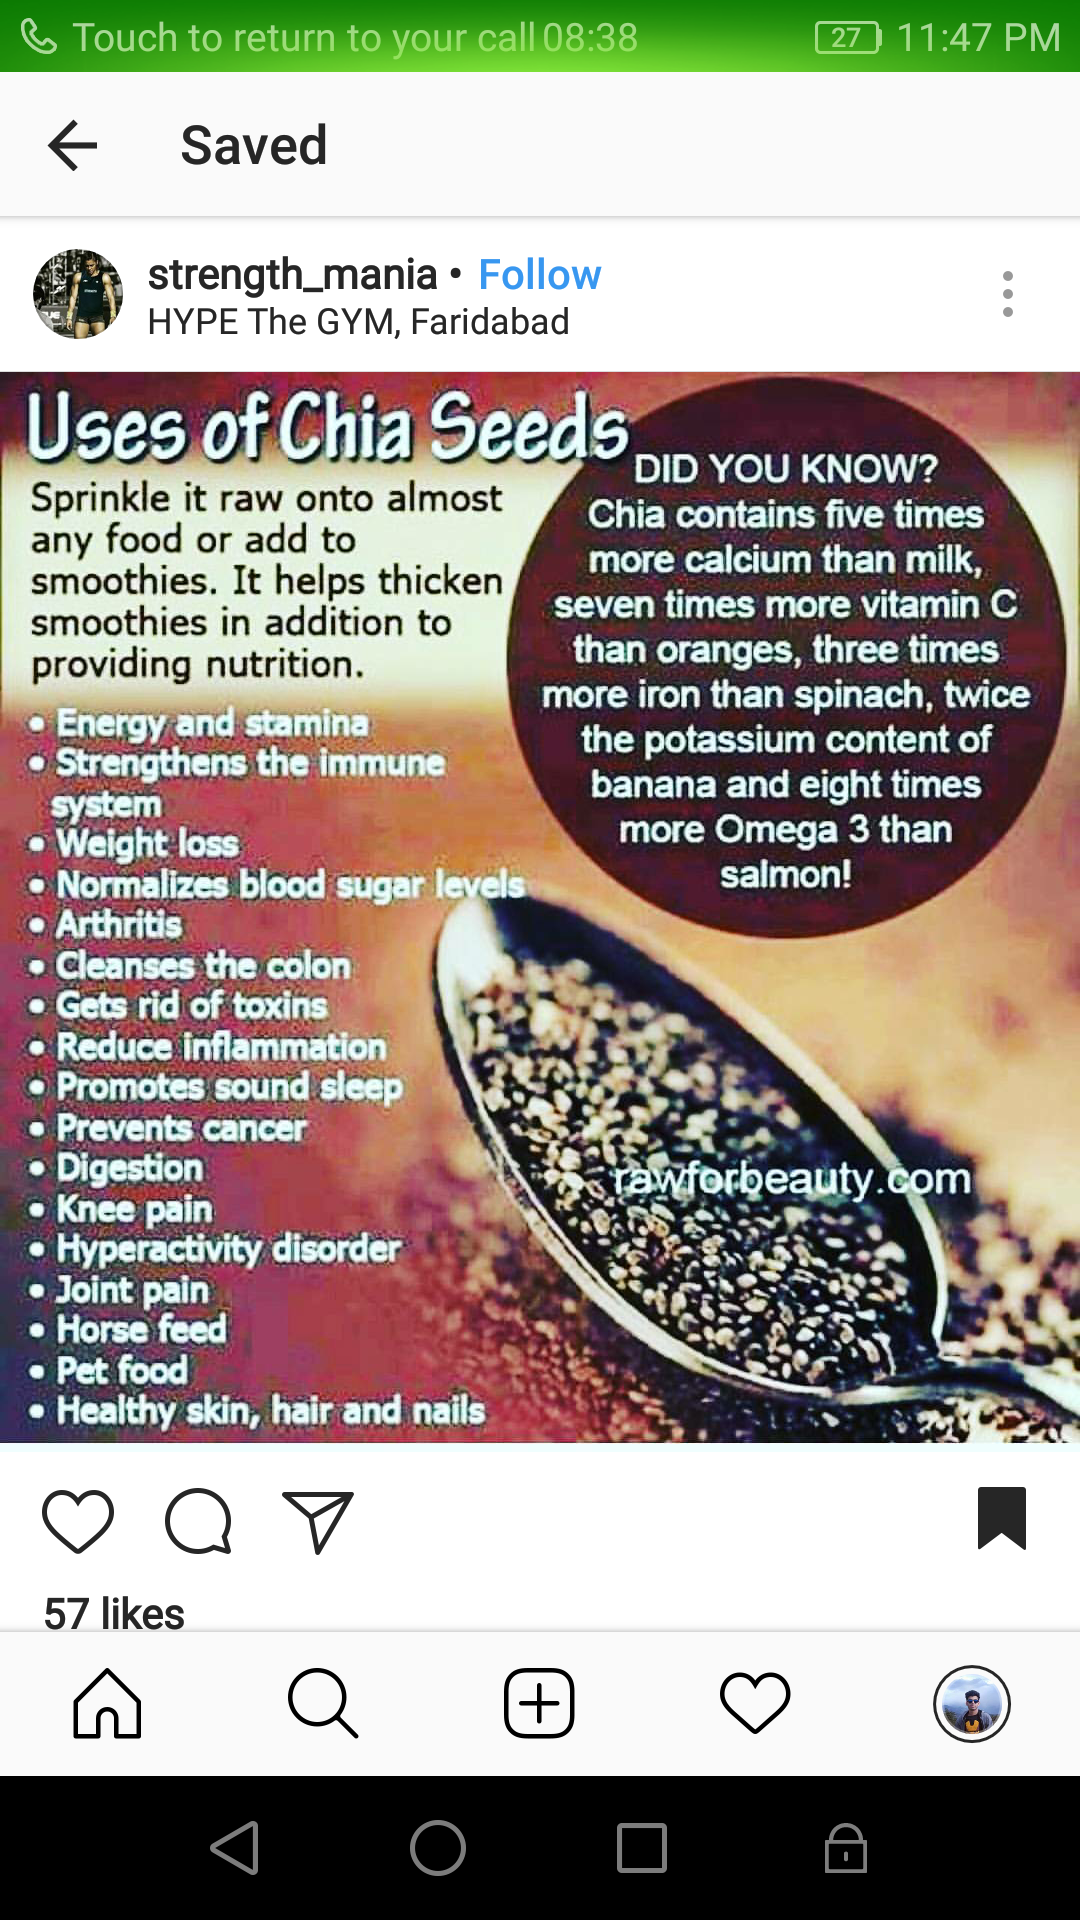 Touch to return to your call 08:38
27 11:47 PM
Saved
strength_mania • Follow
HYPE The GYM, Faridabad
Uses of Chia Seeds
Sprinkle it raw onto almost
any food or add to
smoothies. It helps thicken
smoothies in addition to
providing nutrition.
• Energy and stamina
• Strengthens the immune
system
• Weight loss
• Normalizes blood sugar levels
• Arthritis
• Cleanses the colon
• Gets rid of toxins
• Reduce inflammation
• Promotes sound sleep
• Prevents cancer
• Digestion
• Knee pain
• Hyperactivity disorder
• Joint pain
• Horse feed
• Pet food
• Healthy skin, hair and nails
DID YOU KNOW?
Chia contains five times
more calcium than milk,
seven times more vitamin C
than oranges, three times
more iron than spinach, twice
the potassium content of
banana and eight times
more Omega 3 than
salmon!
rawforbeauty.com
57 likes